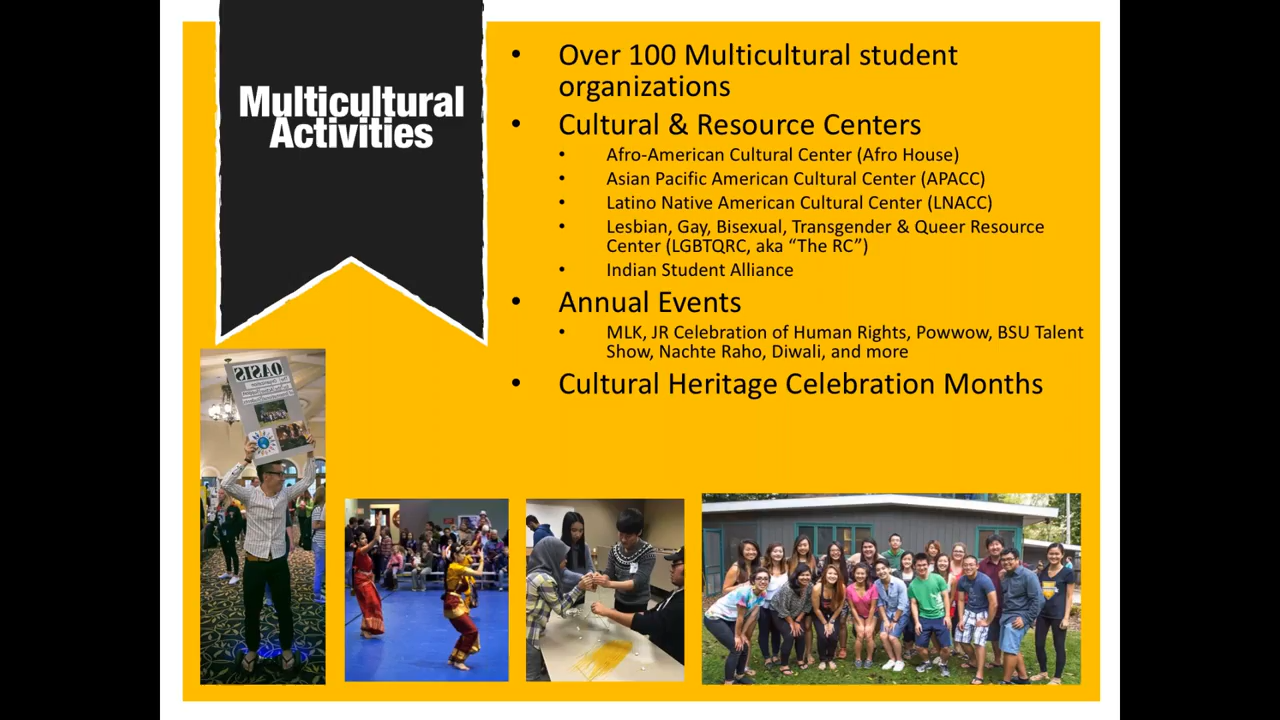 Multicultural
Activities
• Over 100 Multicultural student
organizations
• Cultural & Resource Centers
• Afro-American Cultural Center (Afro House)
• Asian Pacific American Cultural Center (APACC)
• Latino Native American Cultural Center (LNACC)
• Lesbian, Gay, Bisexual, Transgender & Queer Resource
Center (LGBTQRC, aka “The RC”)
• Indian Student Alliance
• Annual Events
• MLK, JR Celebration of Human Rights, Powwow, BSU Talent
Show, Nachte Raho, Diwali, and more
• Cultural Heritage Celebration Months
OASIS